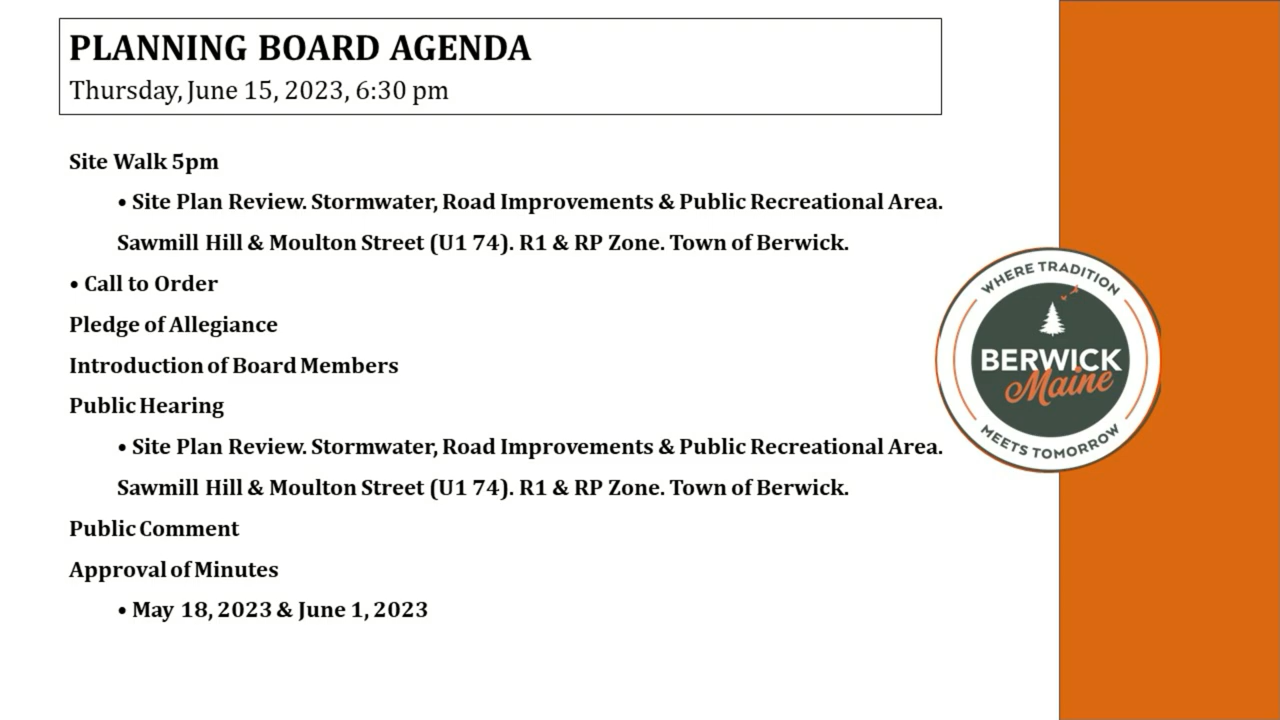 PLANNING BOARD AGENDA
Thursday, June 15, 2023, 6:30 pm
Site Walk 5pm
• Site Plan Review. Stormwater, Road Improvements & Public Recreational Area.
Sawmill Hill & Moulton Street (U1 74). R1 & RP Zone. Town of Berwick.
• Call to Order
Pledge of Allegiance
Introduction of Board Members
Public Hearing
• Site Plan Review. Stormwater, Road Improvements & Public Recreational Area.
Sawmill Hill & Moulton Street (U1 74). R1 & RP Zone. Town of Berwick.
Public Comment
Approval of Minutes
• May 18, 2023 & June 1, 2023
WHERE TRADITION
BERWICK
Maine
MEETS TOMORROW